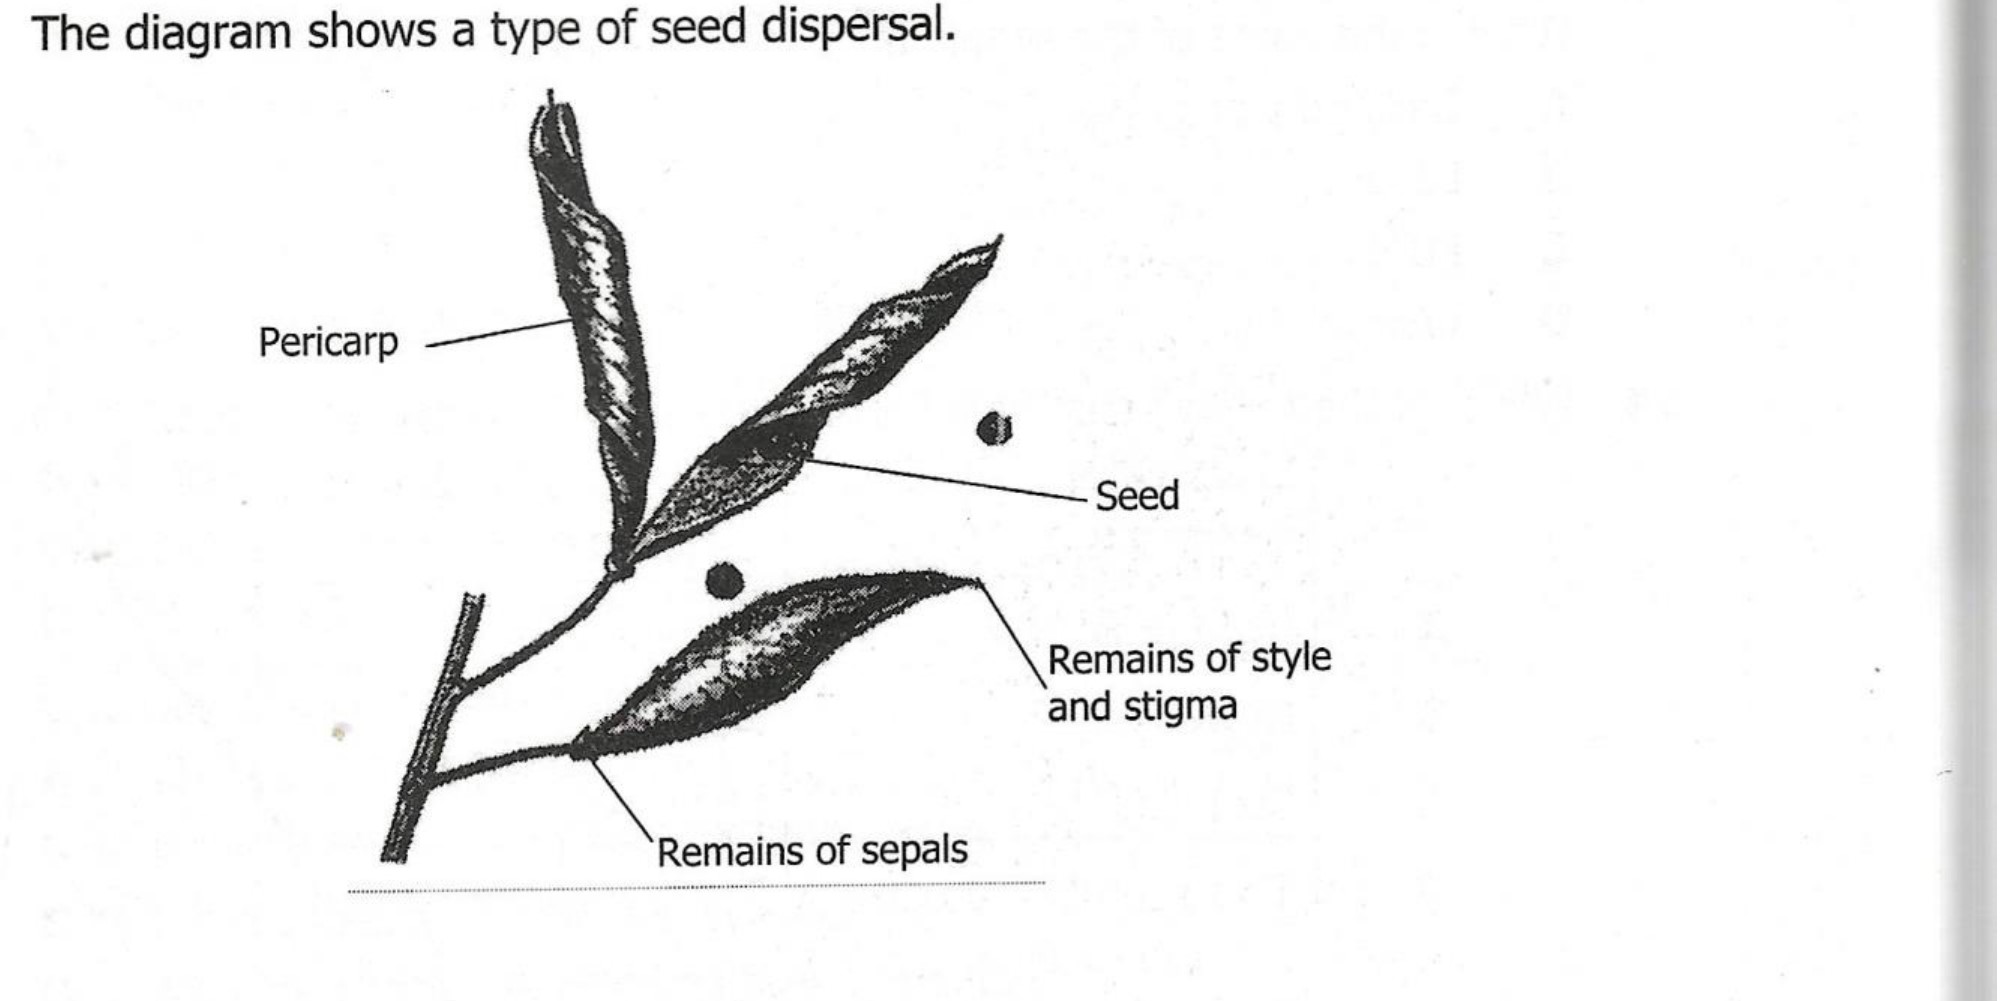 The diagram shows a type of seed dispersal.
Pericarp
Seed
Remains of style
and stigma
Remains of sepals